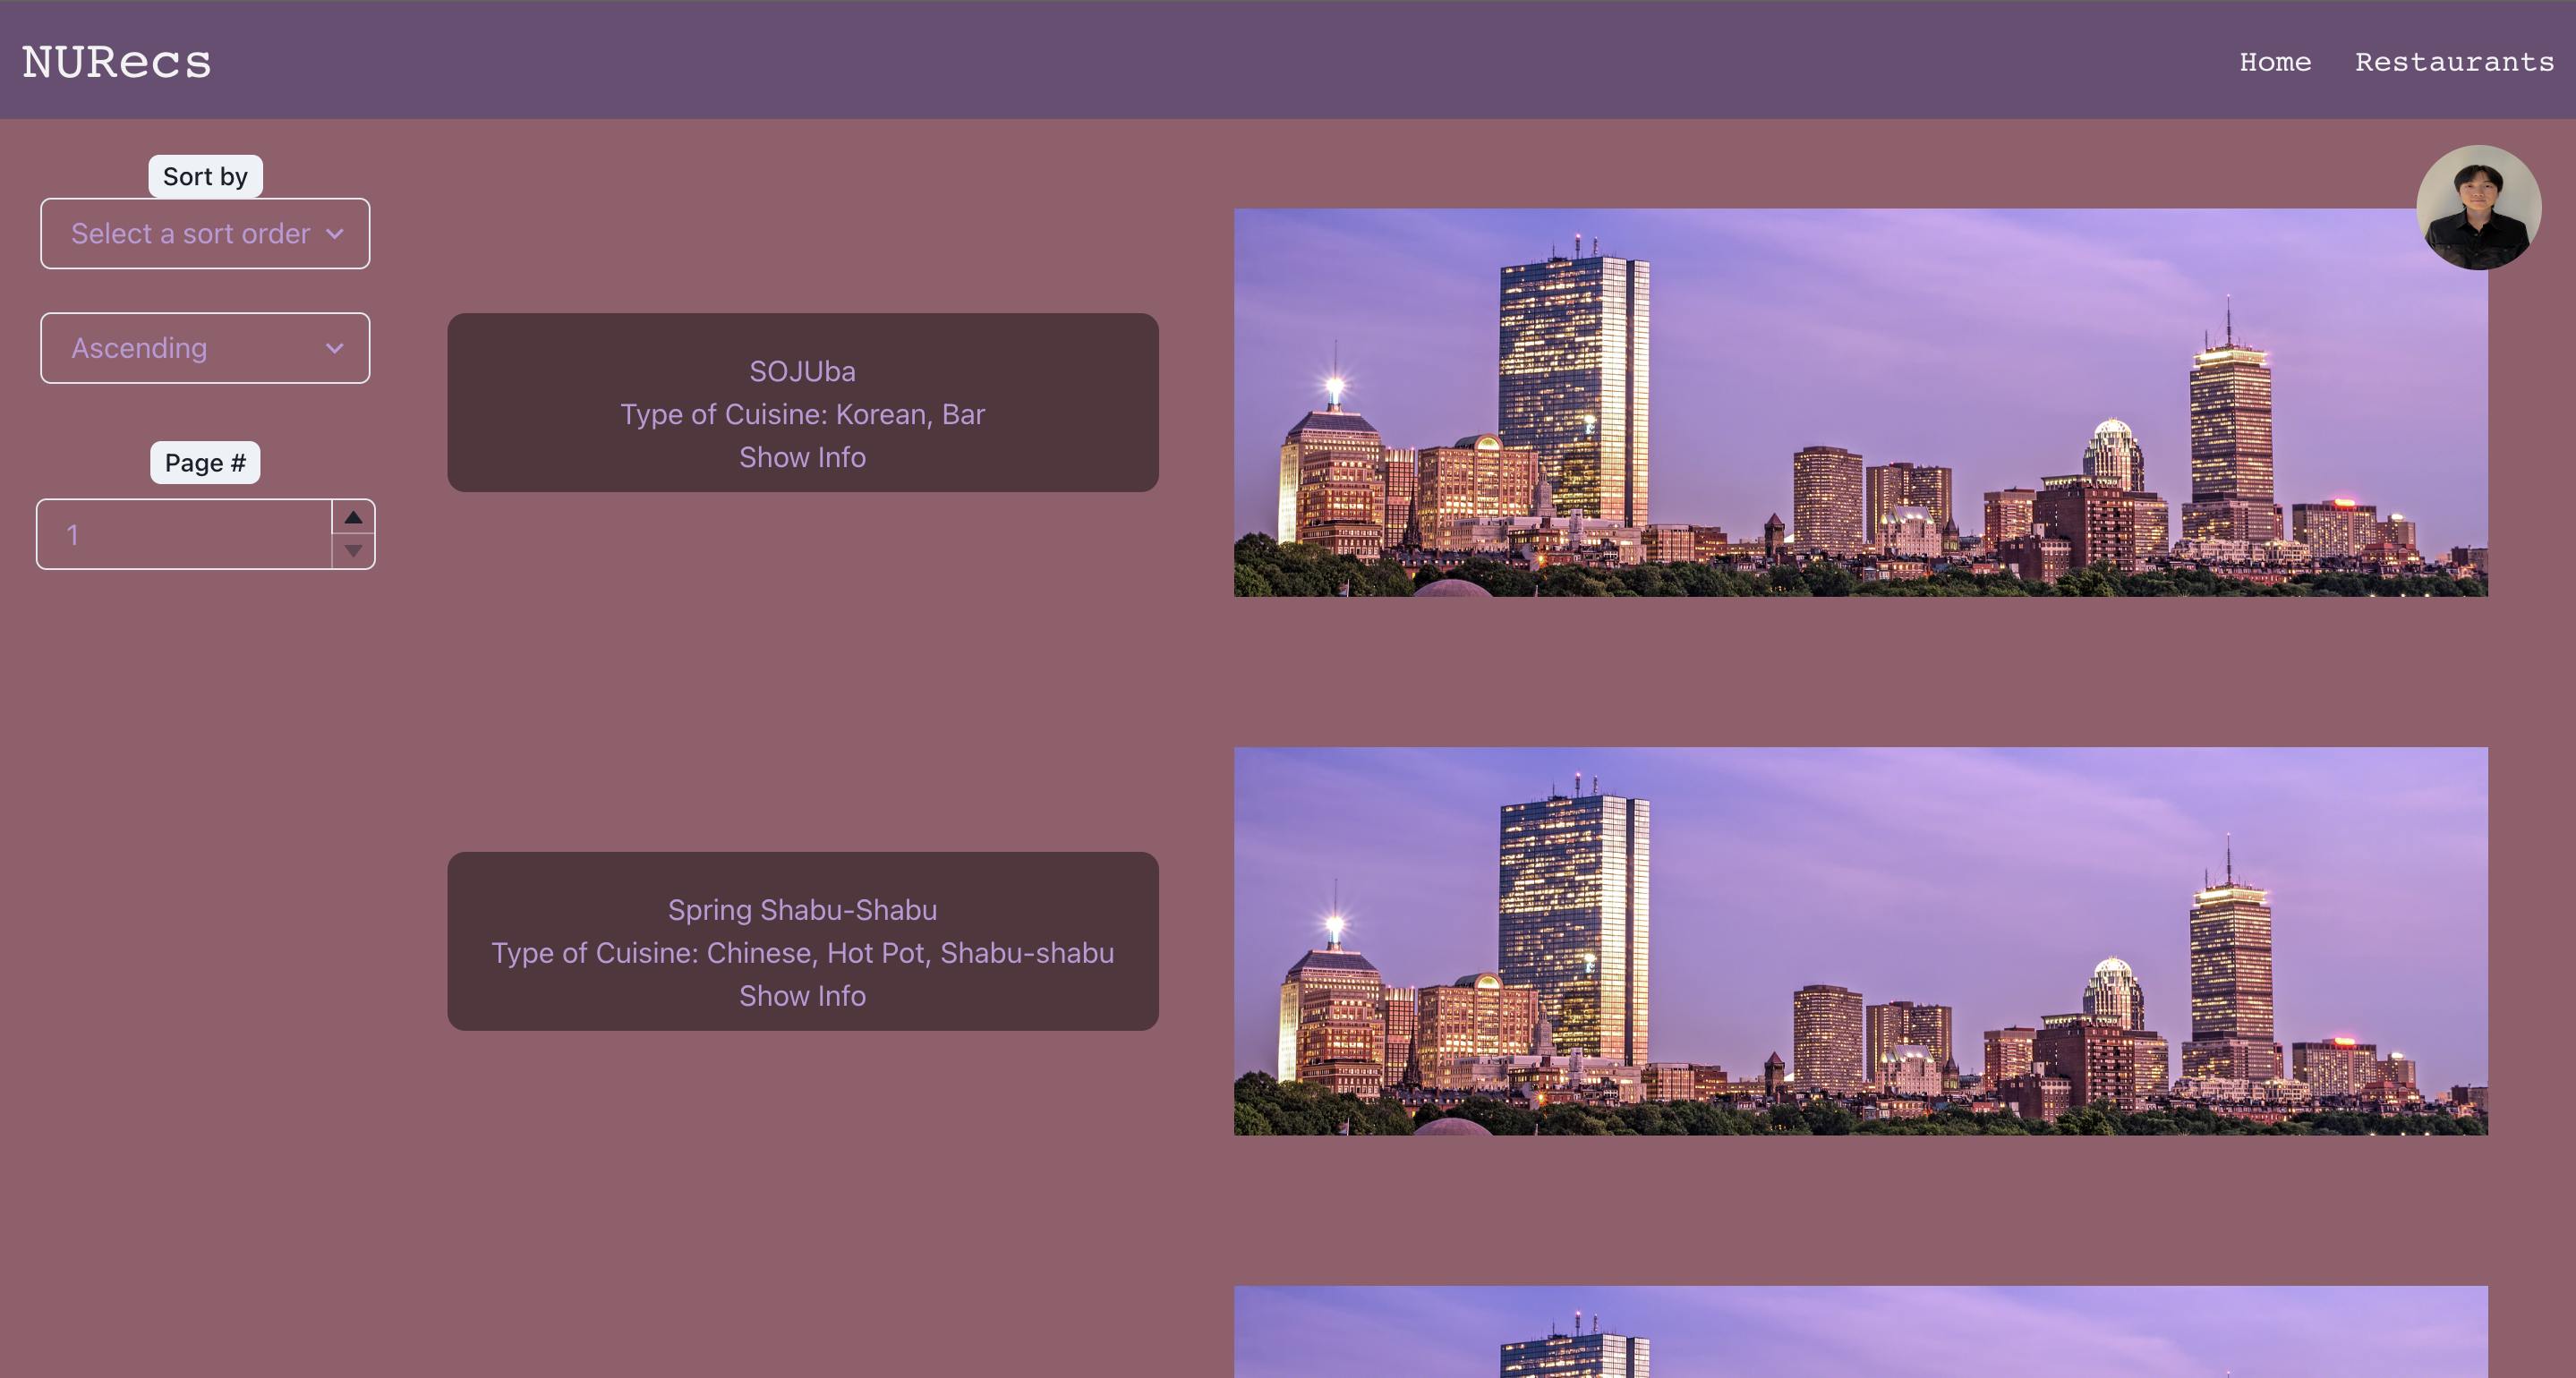 NURecs
Home Restaurants
Sort by
Select a sort order
Ascending
Page #
1
SOJUba
Type of Cuisine: Korean, Bar
Show Info
Spring Shabu-Shabu
Type of Cuisine: Chinese, Hot Pot, Shabu-shabu
Show Info